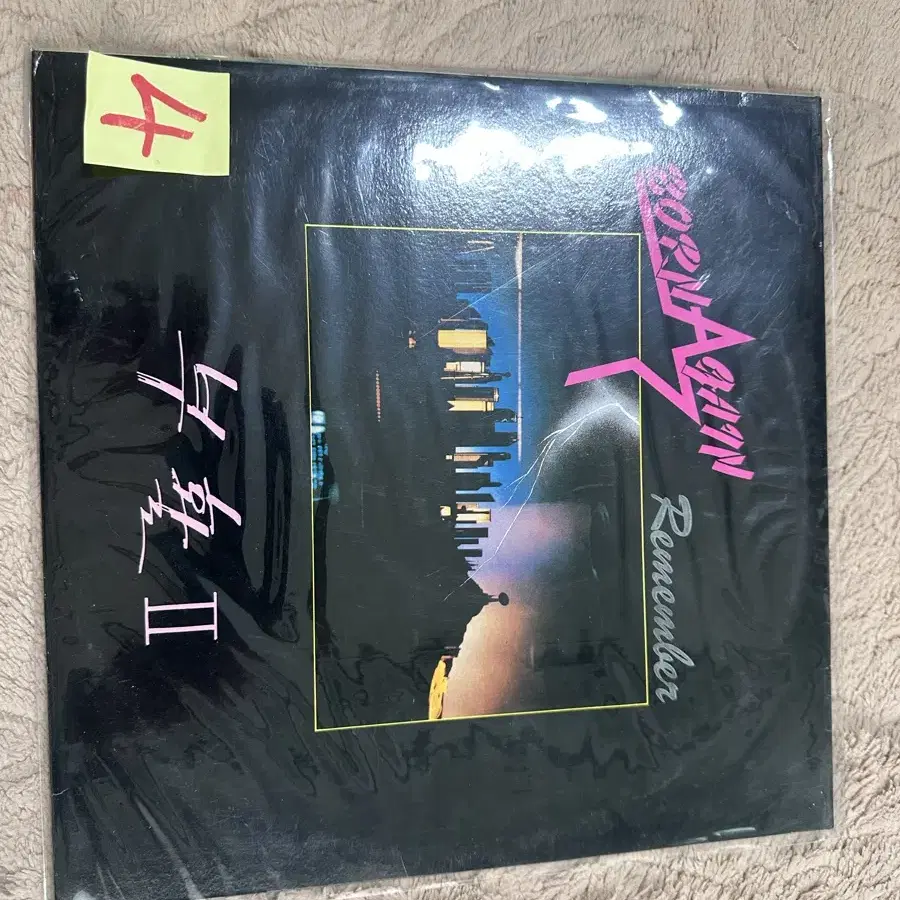 4
BORN AGAIN
Remember
부활 II